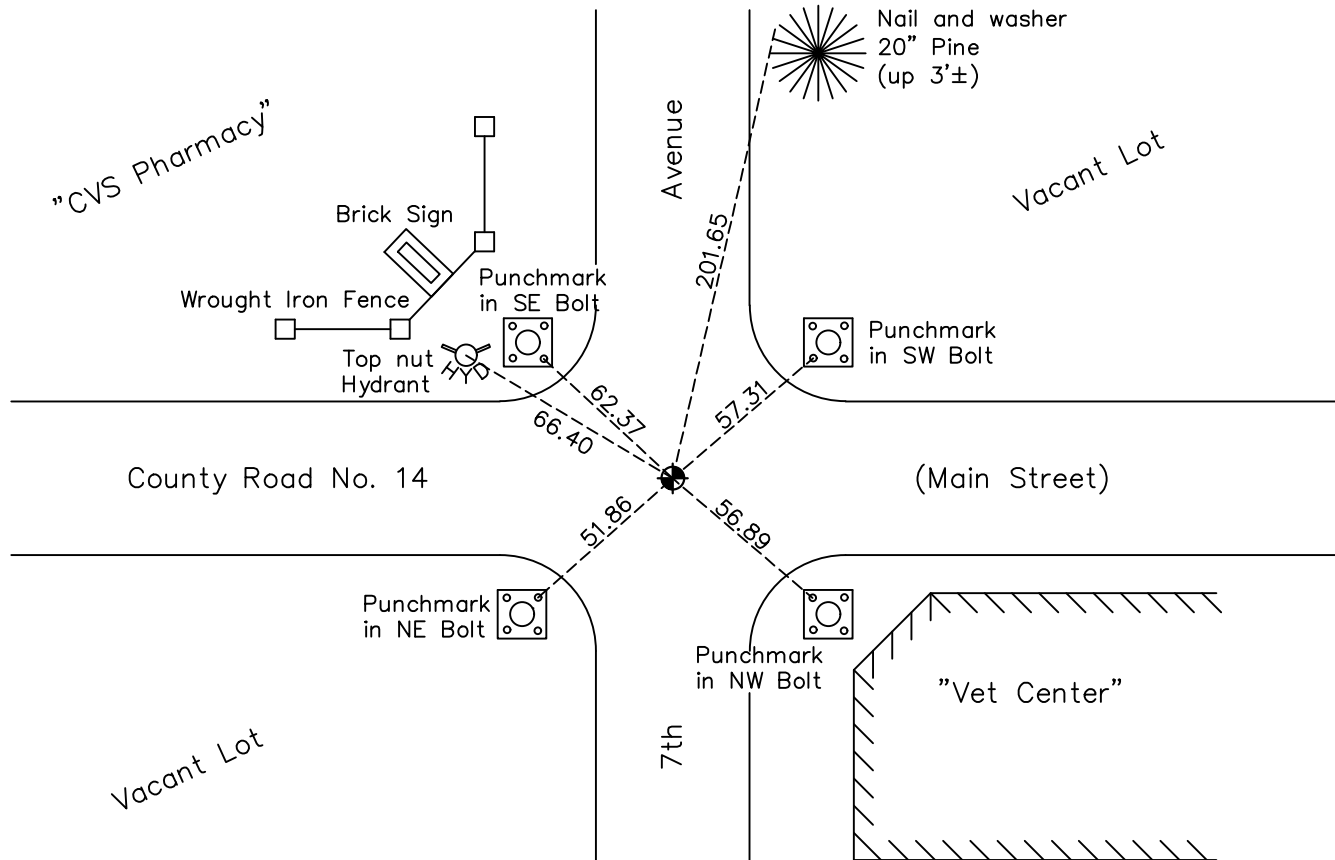 Nail and washer
20” Pine
(up 3'±)
”CVS Pharmacy”
Avenue
Vacant Lot
Brick Sign
201.65
Punchmark
in SE Bolt
Wrought Iron Fence
Punchmark
in SW Bolt
Top nut
Hydrant
HYD
62.37
57.31
66.40
County Road No. 14
(Main Street)
51.86
56.89
Punchmark
in NE Bolt
Punchmark
in NW Bolt
”Vet Center”
7th
Vacant Lot